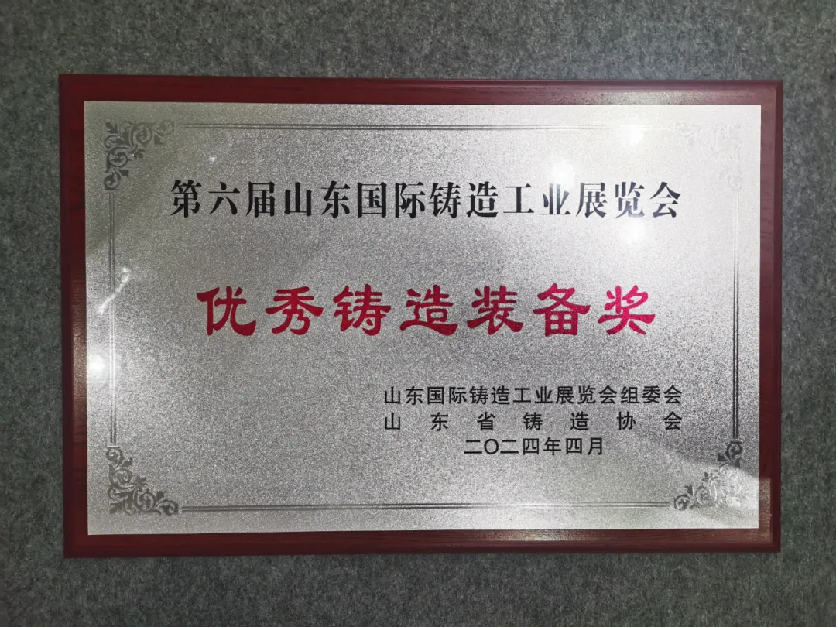 第六届山东国际铸造工业展览会
优秀铸造装备奖
山东国际铸造工业展览会组委会
山东省铸造协会
二〇二四年四月